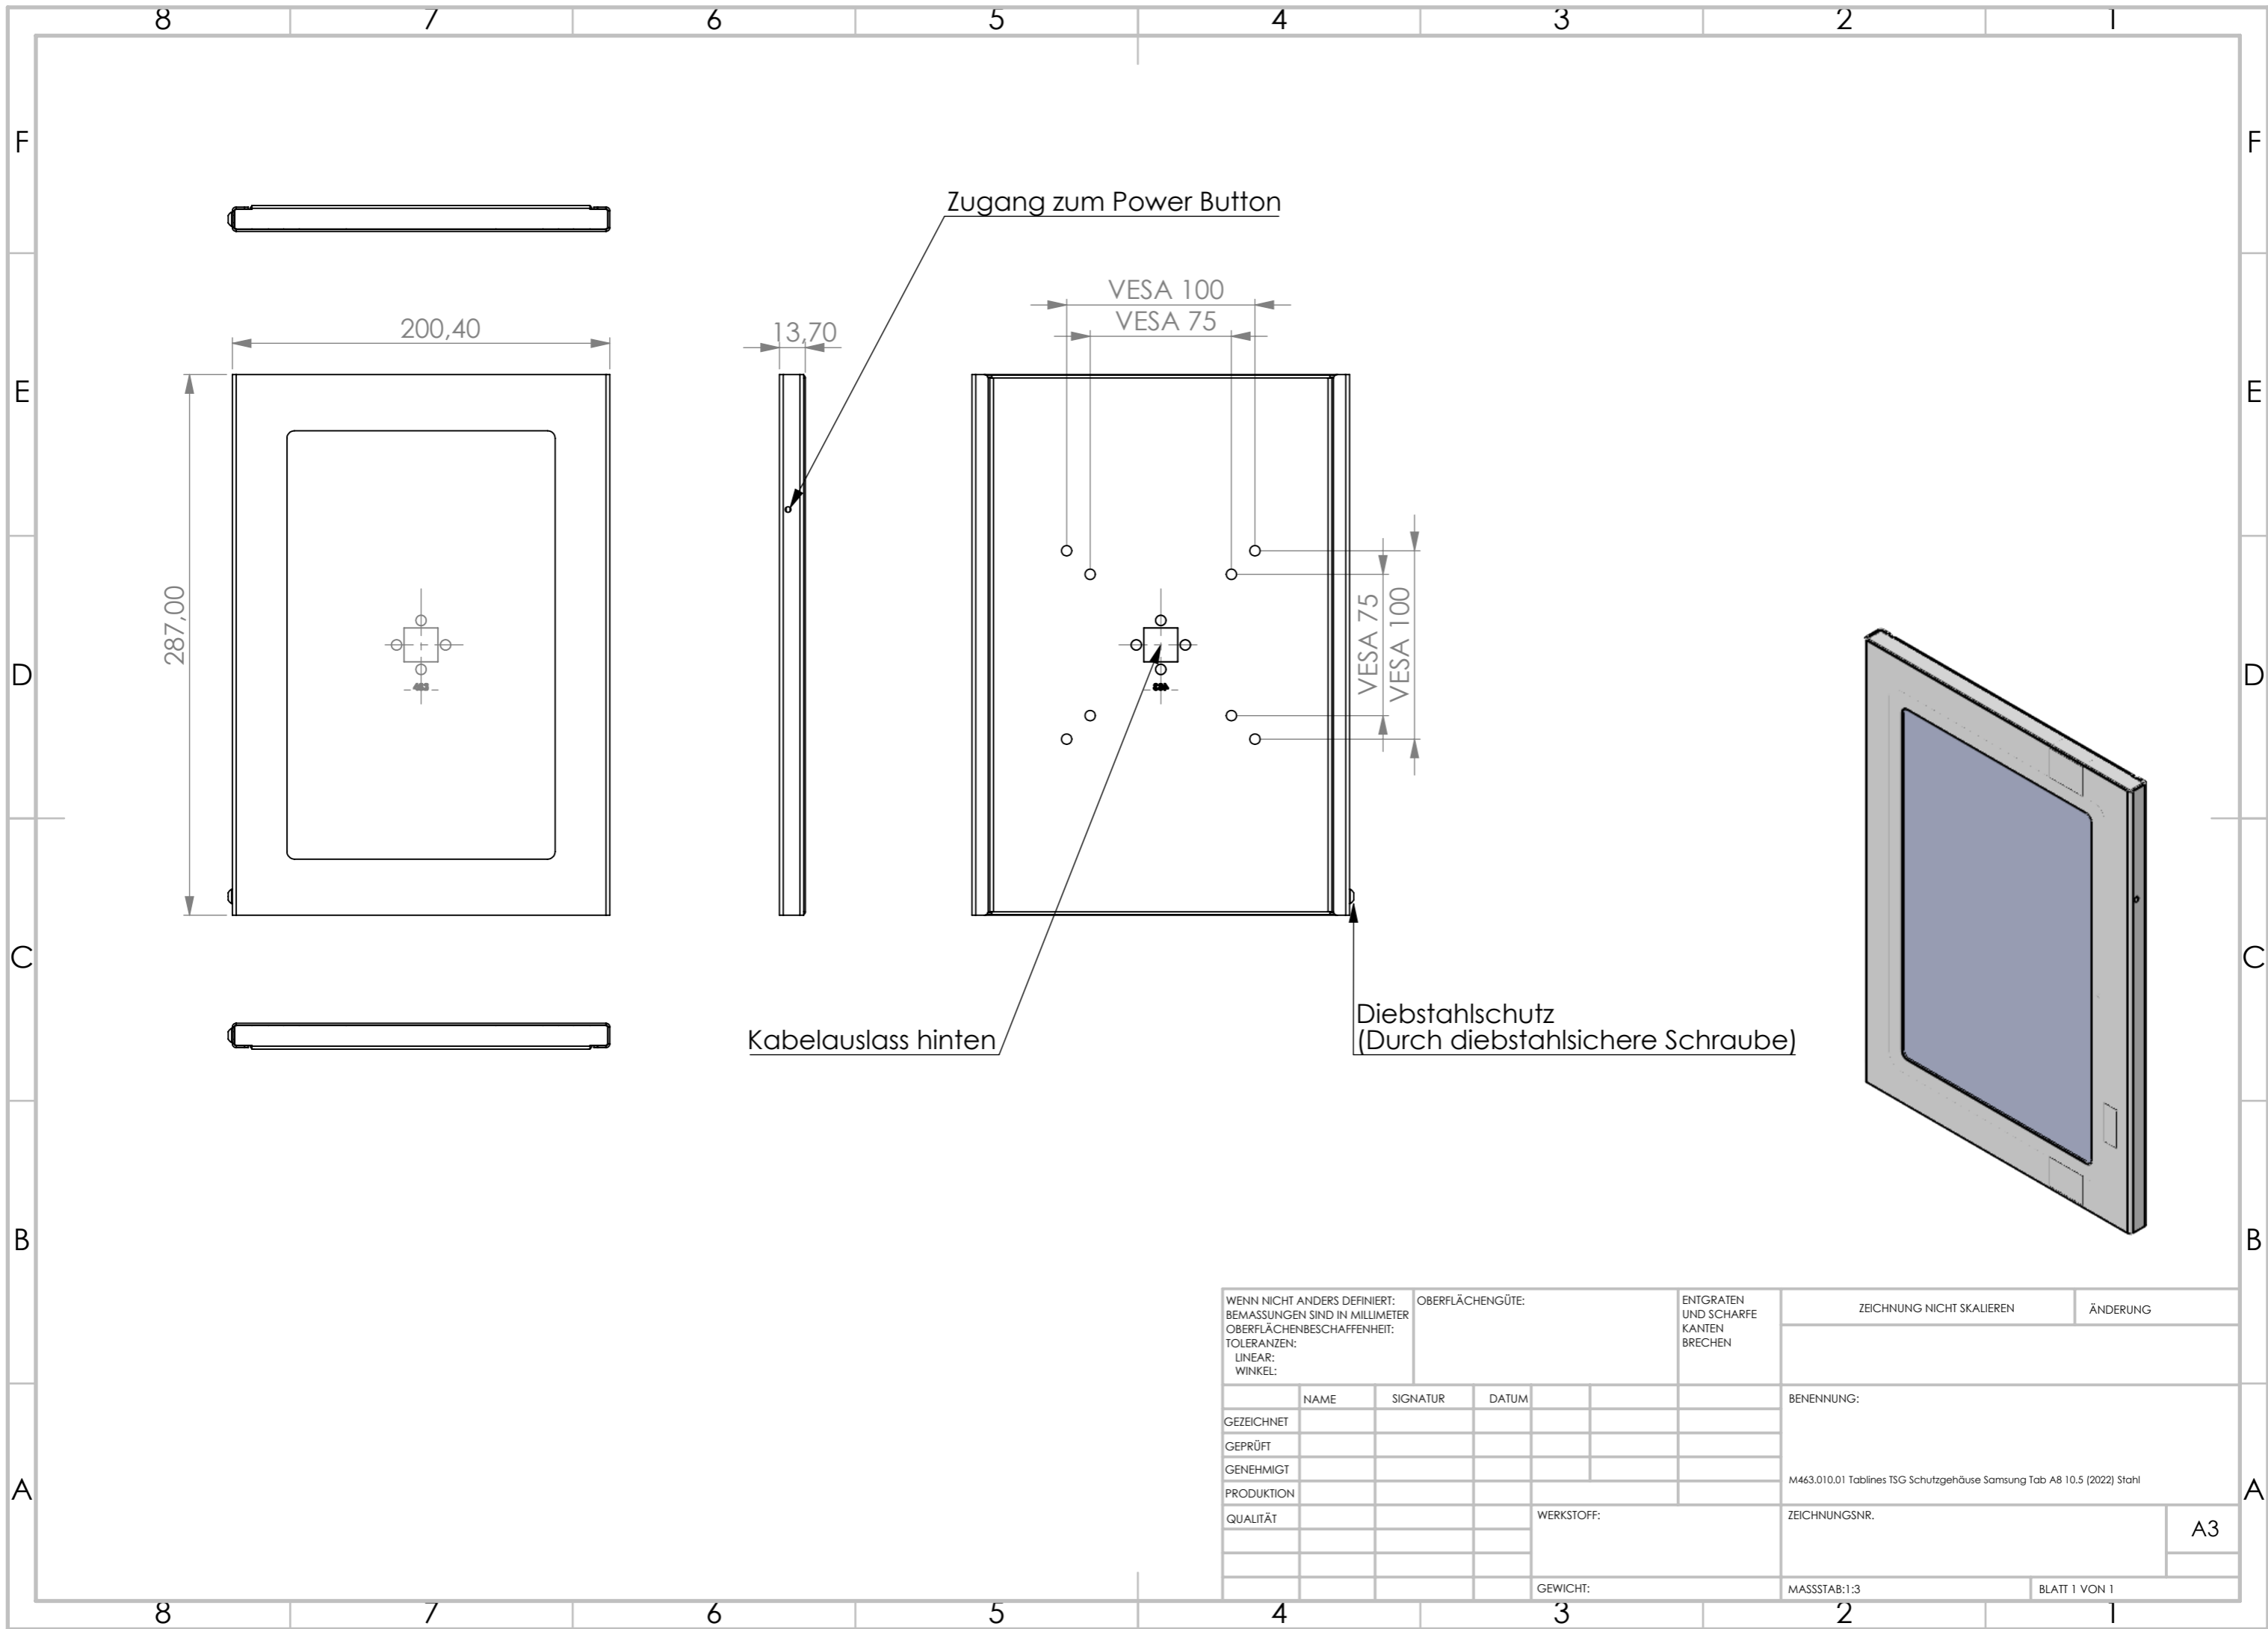 8 7 6 5 4 3 2 1
F F
Zugang zum Power Button
VESA 100
VESA 75
200,40
13,70
E E
287,00
VESA 75
VESA 100
463
D D
C C
Diebstahlschutz
(Durch diebstahlsichere Schraube)
Kabelauslass hinten
B B
WENN NICHT ANDERS DEFINIERT:
BEMASSUNGEN SIND IN MILLIMETER
OBERFLÄCHENBESCHAFFENHEIT:
TOLERANZEN:
LINEAR:
WINKEL:
OBERFLÄCHENGÜTE:
ENTGRATEN
UND SCHARFE
KANTEN
BRECHEN
ZEICHNUNG NICHT SKALIEREN
ÄNDERUNG
NAME SIGNATUR DATUM
GEZEICHNET
GEPRÜFT
GENEHMIGT
PRODUKTION
QUALITÄT
BENENNUNG:
M463.010.01 Tablines TSG Schutzgehäuse Samsung Tab A8 10.5 (2022) Stahl
A A
WERKSTOFF:
ZEICHNUNGSNR.
A3
GEWICHT:
MASSSTAB:1:3
BLATT 1 VON 1
8 7 6 5 4 3 2 1